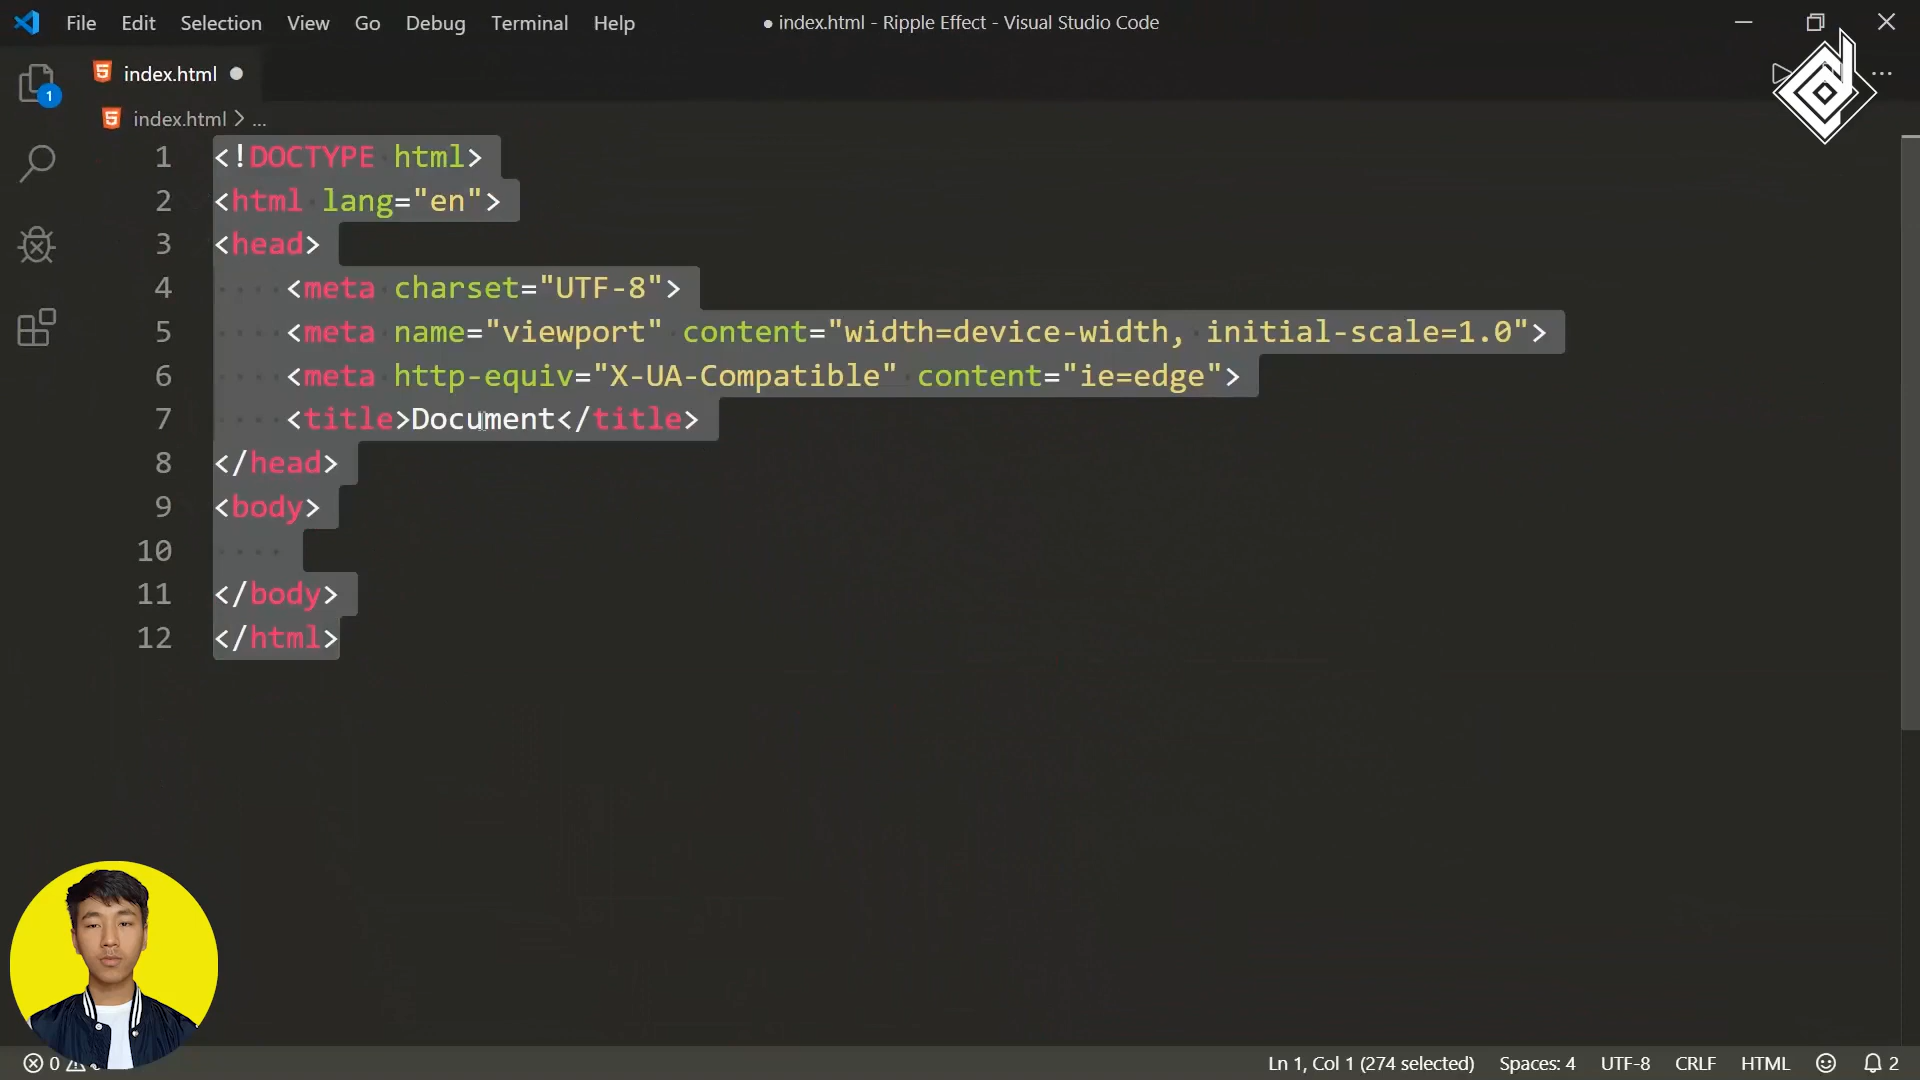 File Edit Selection View Go Debug Terminal Help ● index.html - Ripple Effect - Visual Studio Code
index.html ●
1
index.html > ...
1 <!DOCTYPE html>
2 <html lang="en">
3 <head>
4     <meta charset="UTF-8">
5     <meta name="viewport" content="width=device-width, initial-scale=1.0">
6     <meta http-equiv="X-UA-Compatible" content="ie=edge">
7     <title>Document</title>
8 </head>
9 <body>
10
11 </body>
12 </html>
0 Ln 1, Col 1 (274 selected) Spaces: 4 UTF-8 CRLF HTML 2